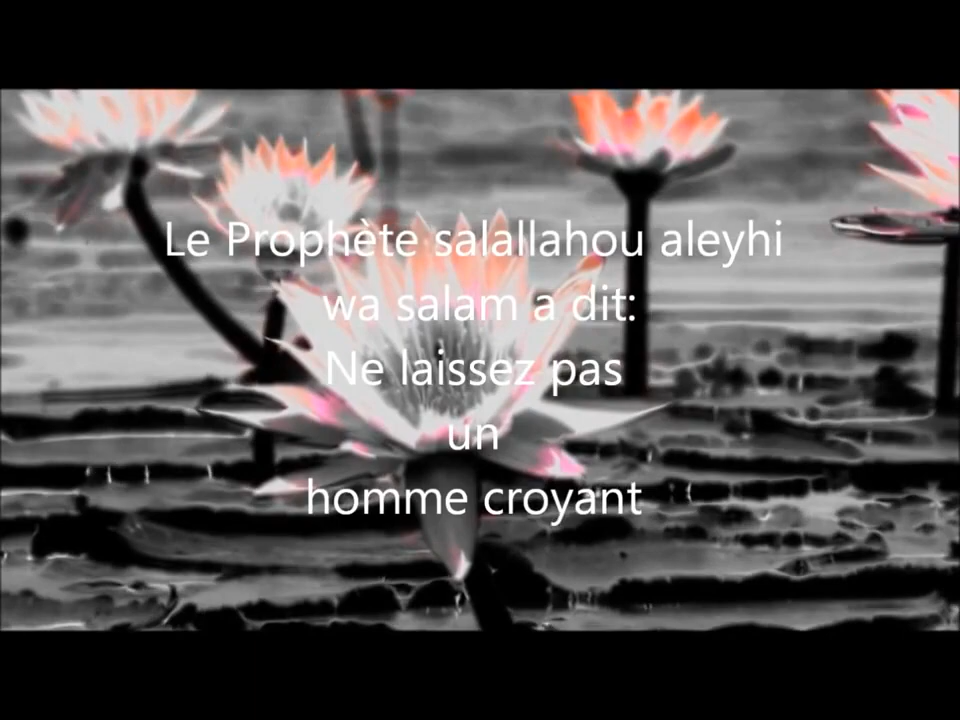 Le Prophète salallahou aleyhi
wa salam a dit:
Ne laissez pas
un
homme croyant